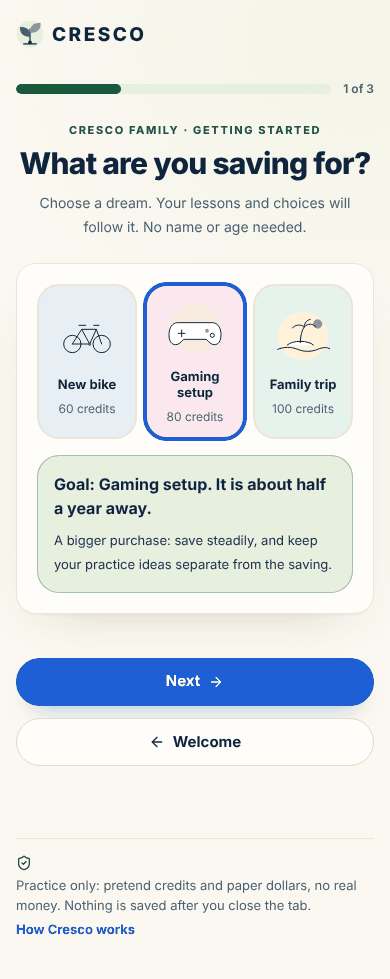 CRESCO
1 of 3
CRESCO FAMILY · GETTING STARTED
What are you saving for?
Choose a dream. Your lessons and choices will
follow it. No name or age needed.
New bike
60 credits
Gaming
setup
80 credits
Family trip
100 credits
Goal: Gaming setup. It is about half
a year away.
A bigger purchase: save steadily, and keep
your practice ideas separate from the saving.
Next →
← Welcome
Practice only: pretend credits and paper dollars, no real
money. Nothing is saved after you close the tab.
How Cresco works